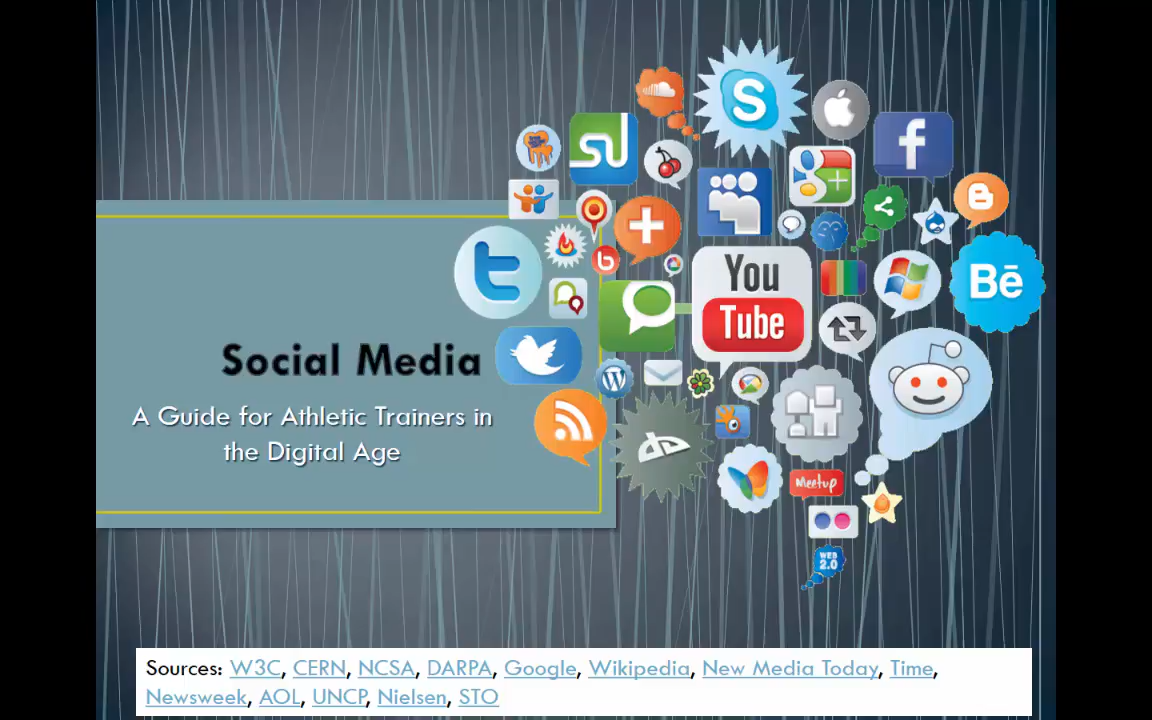 Social Media
A Guide for Athletic Trainers in
the Digital Age
You
Tube
Bē
Meetup
WEB
2.0
Sources: W3C, CERN, NCSA, DARPA, Google, Wikipedia, New Media Today, Time,
Newsweek, AOL, UNCP, Nielsen, STO